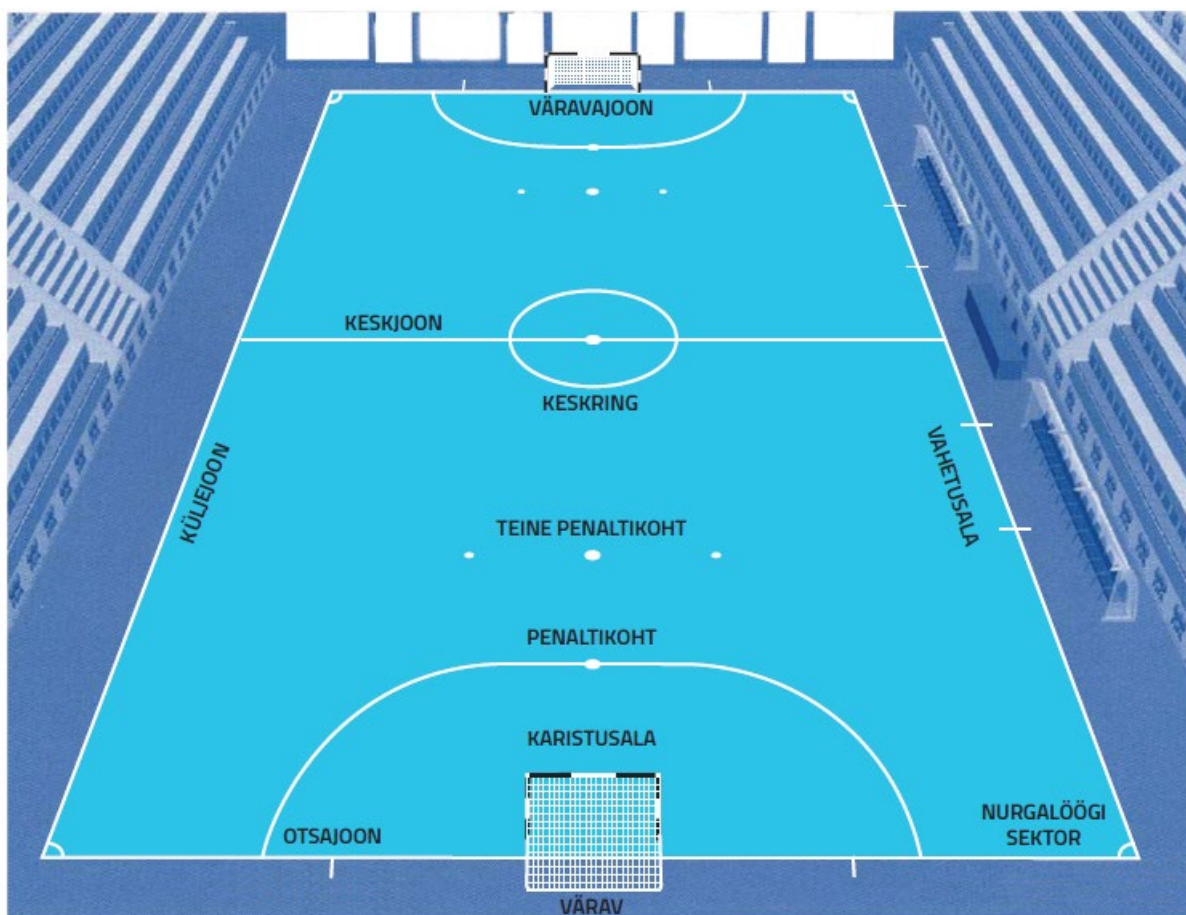 VÄRAVAJOON
KESKJOON
KESKRING
KÜLJEJOON
VAHETUSALA
TEINE PENALTIKOHT
PENALTIKOHT
KARISTUSALA
OTSAJOON
NURGALÖÖGI
SEKTOR
VÄRAV